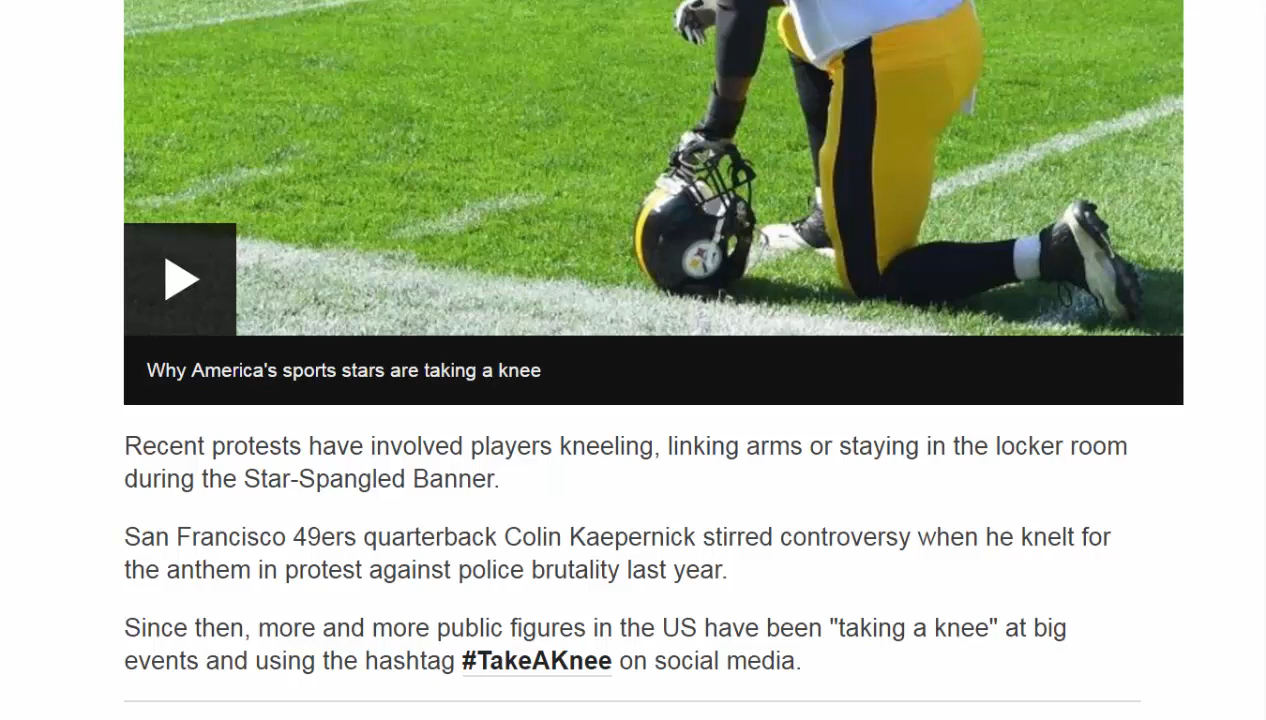 Why America's sports stars are taking a knee
Recent protests have involved players kneeling, linking arms or staying in the locker room
during the Star-Spangled Banner.
San Francisco 49ers quarterback Colin Kaepernick stirred controversy when he knelt for
the anthem in protest against police brutality last year.
Since then, more and more public figures in the US have been "taking a knee" at big
events and using the hashtag #TakeAKnee on social media.